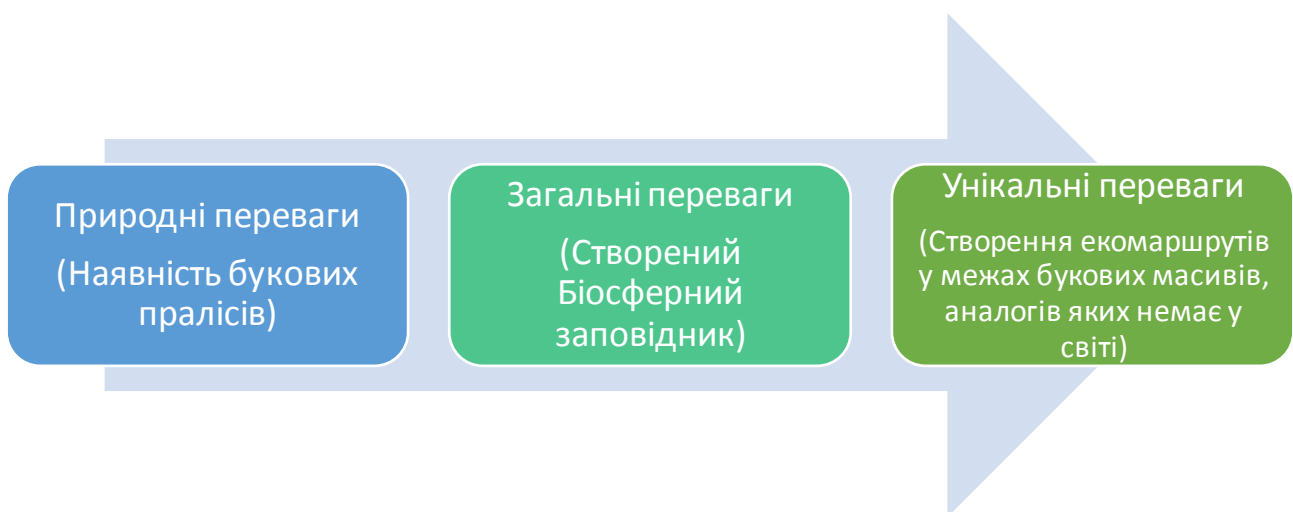 Природні переваги
(Наявність букових
пралісів)
Загальні переваги
(Створений
Біосферний
заповідник)
Унікальні переваги
(Створення екомаршрутів
у межах букових масивів,
аналогів яких немає у
світі)